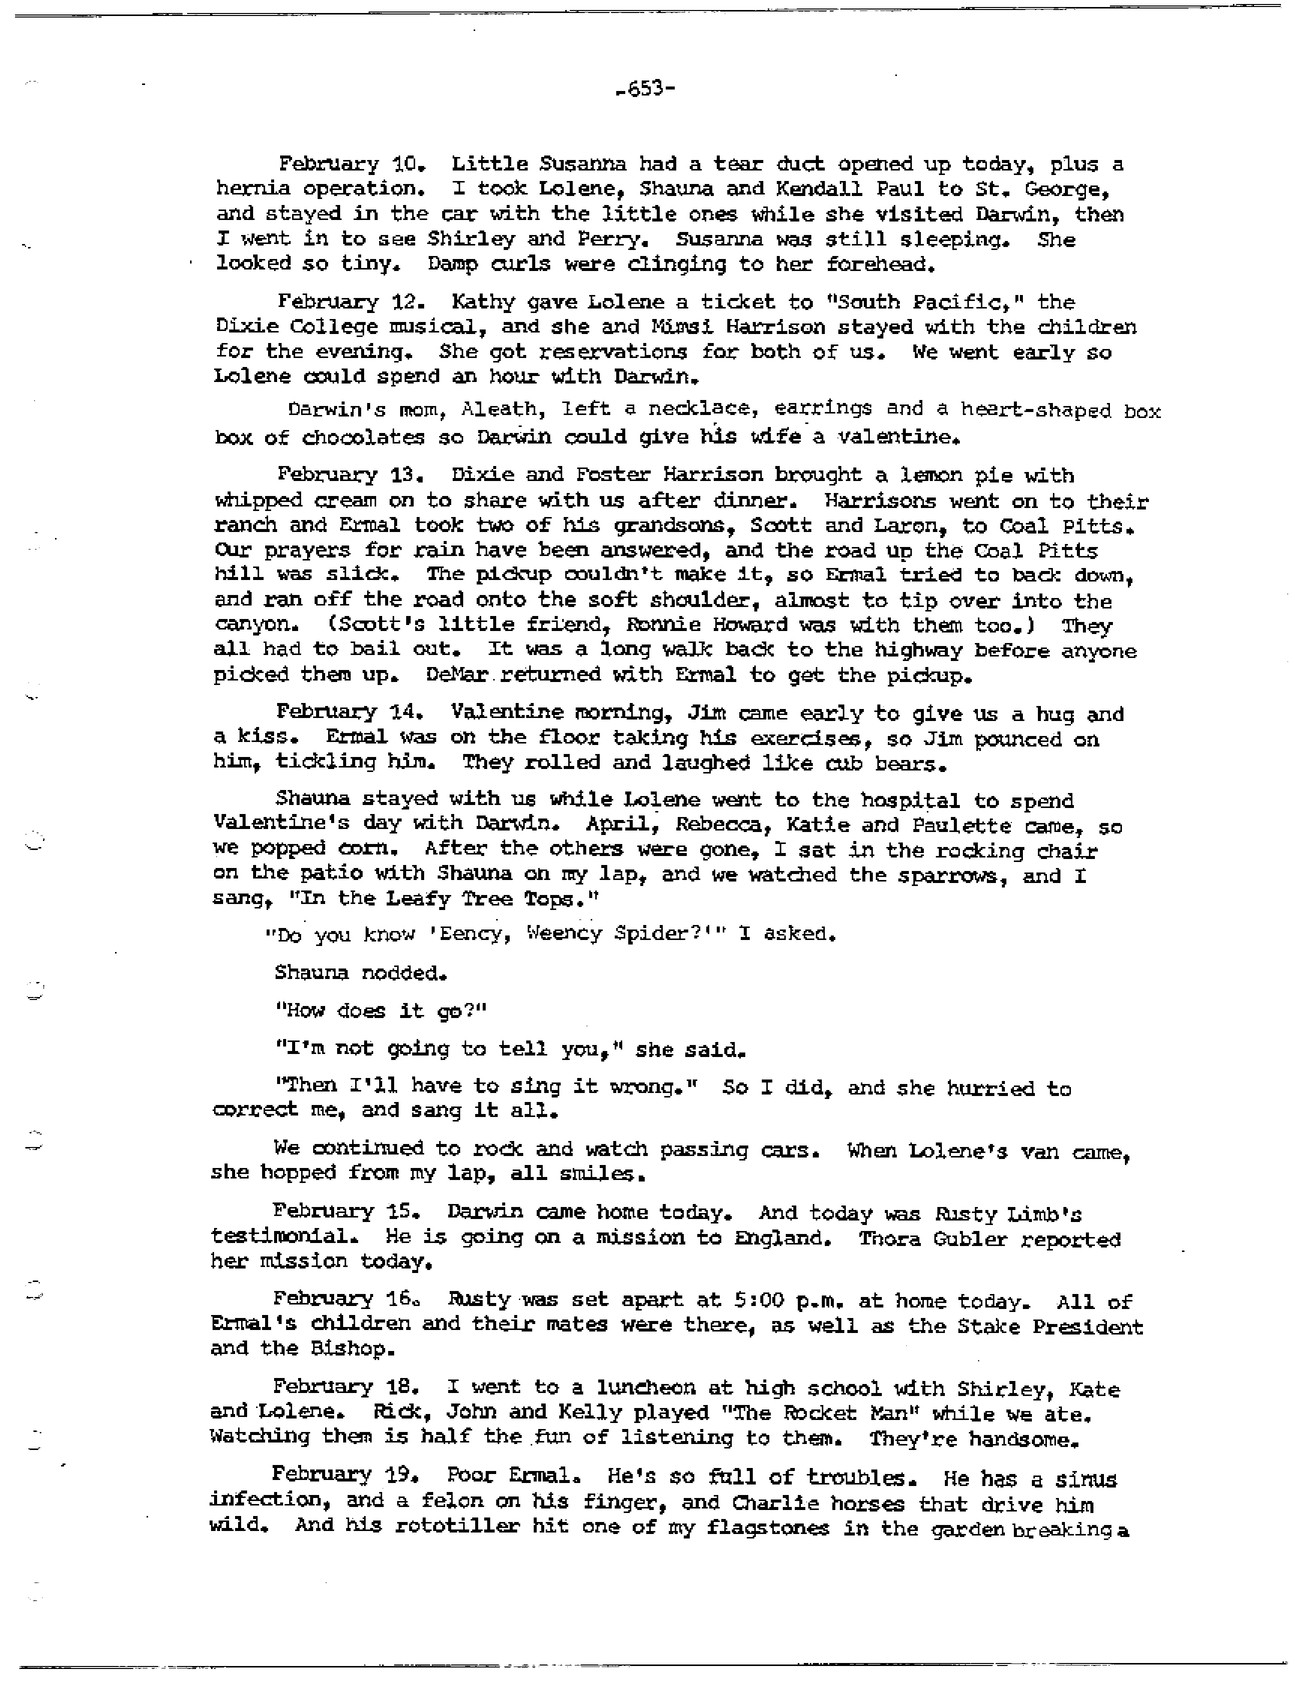 -653-
February 10. Little Susanna had a tear duct opened up today, plus a
hernia operation. I took Lolene, Shauna and Kendall Paul to St. George,
and stayed in the car with the little ones while she visited Darwin, then
I went in to see Shirley and Perry. Susanna was still sleeping. She
looked so tiny. Damp curls were clinging to her forehead.
February 12. Kathy gave Lolene a ticket to "South Pacific," the
Dixie College musical, and she and Mimsi Harrison stayed with the children
for the evening. She got reservations for both of us. We went early so
Lolene could spend an hour with Darwin.
Darwin's mom, Aleath, left a necklace, earrings and a heart-shaped box
box of chocolates so Darwin could give his wife a valentine.
February 13. Dixie and Foster Harrison brought a lemon pie with
whipped cream on to share with us after dinner. Harrisons went on to their
ranch and Ermal took two of his grandsons, Scott and Laron, to Coal Pitts.
Our prayers for rain have been answered, and the road up the Coal Pitts
hill was slick. The pickup couldn't make it, so Ermal tried to back down,
and ran off the road onto the soft shoulder, almost to tip over into the
canyon. (Scott's little friend, Ronnie Howard was with them too.) They
all had to bail out. It was a long walk back to the highway before anyone
picked them up. DeMar returned with Ermal to get the pickup.
February 14. Valentine morning, Jim came early to give us a hug and
a kiss. Ermal was on the floor taking his exercises, so Jim pounced on
him, tickling him. They rolled and laughed like cub bears.
Shauna stayed with us while Lolene went to the hospital to spend
Valentine's day with Darwin. April, Rebecca, Katie and Paulette came, so
we popped corn. After the others were gone, I sat in the rocking chair
on the patio with Shauna on my lap, and we watched the sparrows, and I
sang, "In the Leafy Tree Tops."
"Do you know 'Eency, Weency Spider?'" I asked.
Shauna nodded.
"How does it go?"
"I'm not going to tell you," she said.
"Then I'll have to sing it wrong." So I did, and she hurried to
correct me, and sang it all.
We continued to rock and watch passing cars. When Lolene's van came,
she hopped from my lap, all smiles.
February 15. Darwin came home today. And today was Rusty Limb's
testimonial. He is going on a mission to England. Thora Gubler reported
her mission today.
February 16. Rusty was set apart at 5:00 p.m. at home today. All of
Ermal's children and their mates were there, as well as the Stake President
and the Bishop.
February 18. I went to a luncheon at high school with Shirley, Kate
and Lolene. Rick, John and Kelly played "The Rocket Man" while we ate.
Watching them is half the fun of listening to them. They're handsome.
February 19. Poor Ermal. He's so full of troubles. He has a sinus
infection, and a felon on his finger, and Charlie horses that drive him
wild. And his rototiller hit one of my flagstones in the garden breaking a